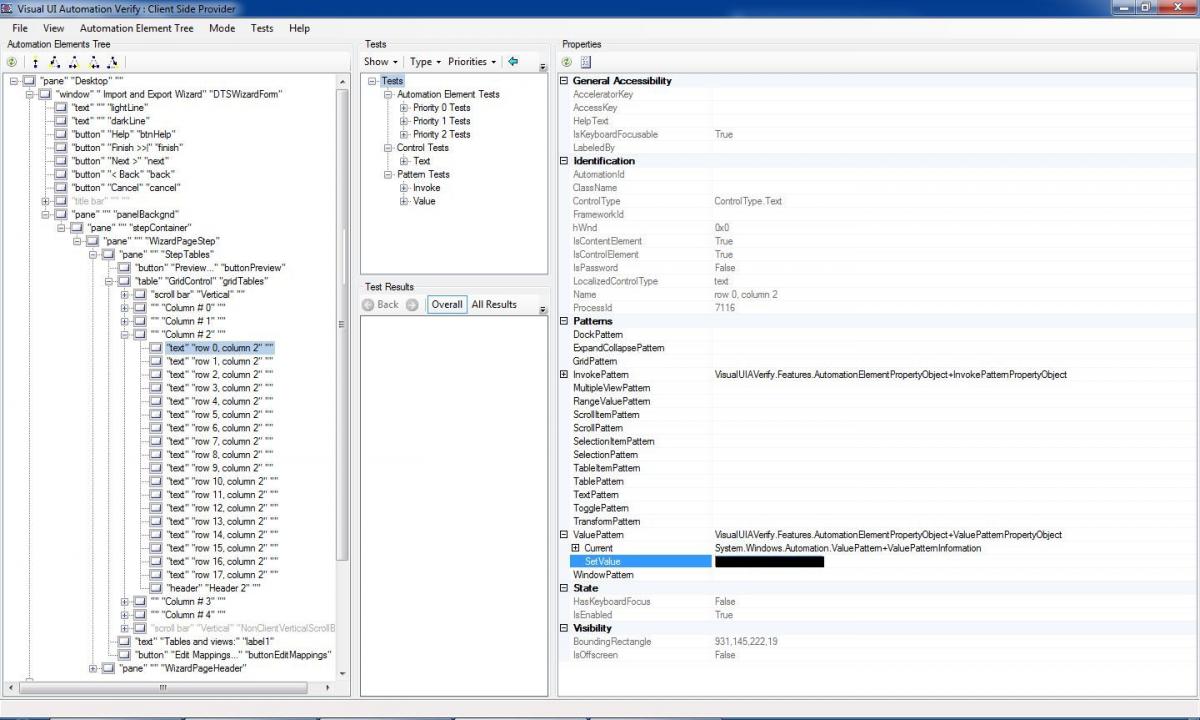 Visual UI Automation Verify : Client Side Provider
File View Automation Element Tree Mode Tests Help
Automation Elements Tree
"pane" "Desktop" ""
"window" " Import and Export Wizard" "DTSWizardForm"
"text" "" "lightLine"
"text" "" "darkLine"
"button" "Help" "btnHelp"
"button" "Finish >>|" "finish"
"button" "Next >" "next"
"button" "< Back" "back"
"button" "Cancel" "cancel"
"title bar" "" ""
"pane" "" "panelBackgnd"
"pane" "" "stepContainer"
"pane" "" "WizardPageStep"
"pane" "" "StepTables"
"button" "Preview..." "buttonPreview"
"table" "GridControl" "gridTables"
"scroll bar" "Vertical" ""
"" "Column # 0" ""
"" "Column # 1" ""
"" "Column # 2" ""
"text" "row 0, column 2" ""
"text" "row 1, column 2" ""
"text" "row 2, column 2" ""
"text" "row 3, column 2" ""
"text" "row 4, column 2" ""
"text" "row 5, column 2" ""
"text" "row 6, column 2" ""
"text" "row 7, column 2" ""
"text" "row 8, column 2" ""
"text" "row 9, column 2" ""
"text" "row 10, column 2" ""
"text" "row 11, column 2" ""
"text" "row 12, column 2" ""
"text" "row 13, column 2" ""
"text" "row 14, column 2" ""
"text" "row 15, column 2" ""
"text" "row 16, column 2" ""
"text" "row 17, column 2" ""
"header" "Header 2" ""
"" "Column # 3" ""
"" "Column # 4" ""
"scroll bar" "Vertical" "NonClientVerticalScrollB
"text" "Tables and views:" "label1"
"button" "Edit Mappings..." "buttonEditMappings"
"pane" "" "WizardPageHeader"
Tests
Show Type Priorities
Tests
Automation Element Tests
Priority 0 Tests
Priority 1 Tests
Priority 2 Tests
Control Tests
Text
Pattern Tests
Invoke
Value
Test Results
Back Overall All Results
Properties
General Accessibility
AcceleratorKey
AccessKey
HelpText
IsKeyboardFocusable True
LabeledBy
Identification
AutomationId
ClassName
ControlType ControlType.Text
FrameworkId
hWnd 0x0
IsContentElement True
IsControlElement True
IsPassword False
LocalizedControlType text
Name row 0, column 2
ProcessId 7116
Patterns
DockPattern
ExpandCollapsePattern
GridPattern
InvokePattern VisualUIAVerify.Features.AutomationElementPropertyObject+InvokePatternPropertyObject
MultipleViewPattern
RangeValuePattern
ScrollItemPattern
ScrollPattern
SelectionItemPattern
SelectionPattern
TableItemPattern
TablePattern
TextPattern
TogglePattern
TransformPattern
ValuePattern VisualUIAVerify.Features.AutomationElementPropertyObject+ValuePatternPropertyObject
Current System.Windows.Automation.ValuePattern+ValuePatternInformation
SetValue
WindowPattern
State
HasKeyboardFocus False
IsEnabled True
Visibility
BoundingRectangle 931,145,222,19
IsOffscreen False